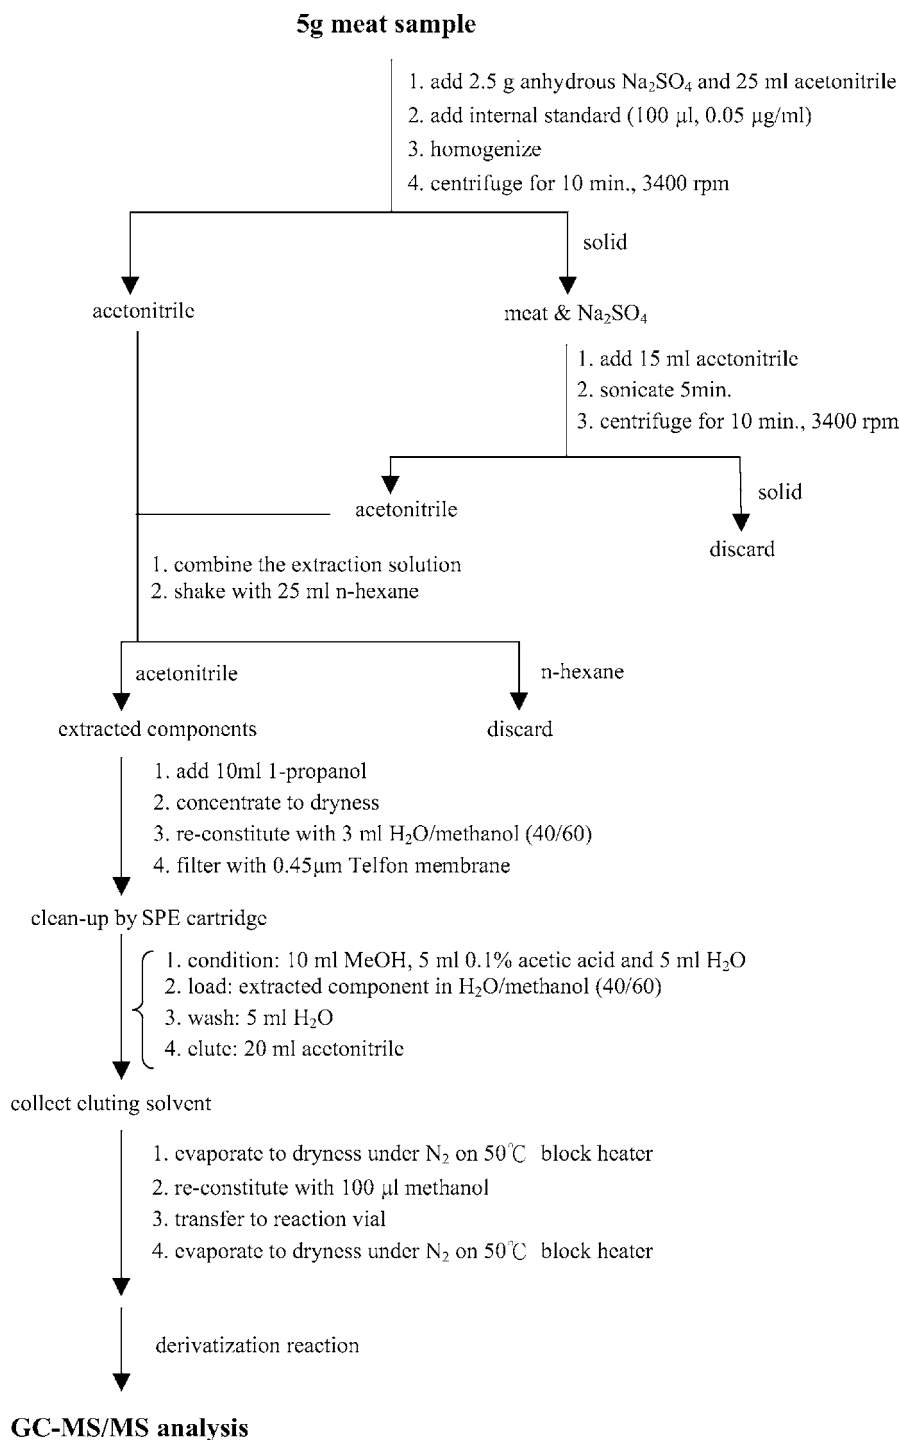 5g meat sample
1. add 2.5 g anhydrous Na₂SO₄ and 25 ml acetonitrile
2. add internal standard (100 μl, 0.05 μg/ml)
3. homogenize
4. centrifuge for 10 min., 3400 rpm
solid
acetonitrile
meat & Na₂SO₄
1. add 15 ml acetonitrile
2. sonicate 5min.
3. centrifuge for 10 min., 3400 rpm
solid
acetonitrile
discard
1. combine the extraction solution
2. shake with 25 ml n-hexane
acetonitrile
n-hexane
extracted components
discard
1. add 10ml 1-propanol
2. concentrate to dryness
3. re-constitute with 3 ml H₂O/methanol (40/60)
4. filter with 0.45μm Telfon membrane
clean-up by SPE cartridge
1. condition: 10 ml MeOH, 5 ml 0.1% acetic acid and 5 ml H₂O
2. load: extracted component in H₂O/methanol (40/60)
3. wash: 5 ml H₂O
4. elute: 20 ml acetonitrile
collect eluting solvent
1. evaporate to dryness under N₂ on 50℃ block heater
2. re-constitute with 100 μl methanol
3. transfer to reaction vial
4. evaporate to dryness under N₂ on 50℃ block heater
derivatization reaction
GC-MS/MS analysis